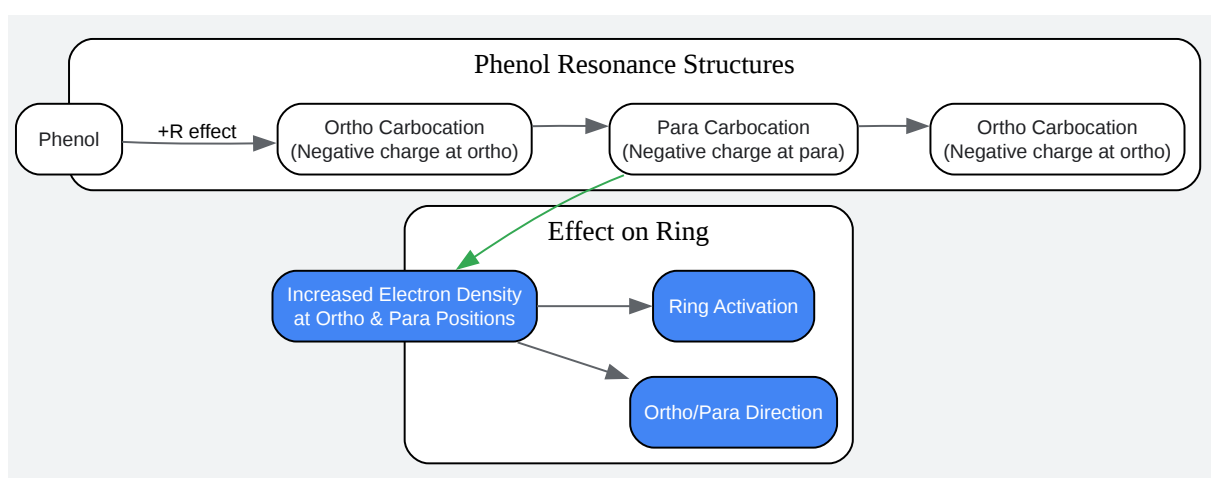 Phenol Resonance Structures
Phenol
+R effect
Ortho Carbocation
(Negative charge at ortho)
Para Carbocation
(Negative charge at para)
Ortho Carbocation
(Negative charge at ortho)
Effect on Ring
Increased Electron Density
at Ortho & Para Positions
Ring Activation
Ortho/Para Direction